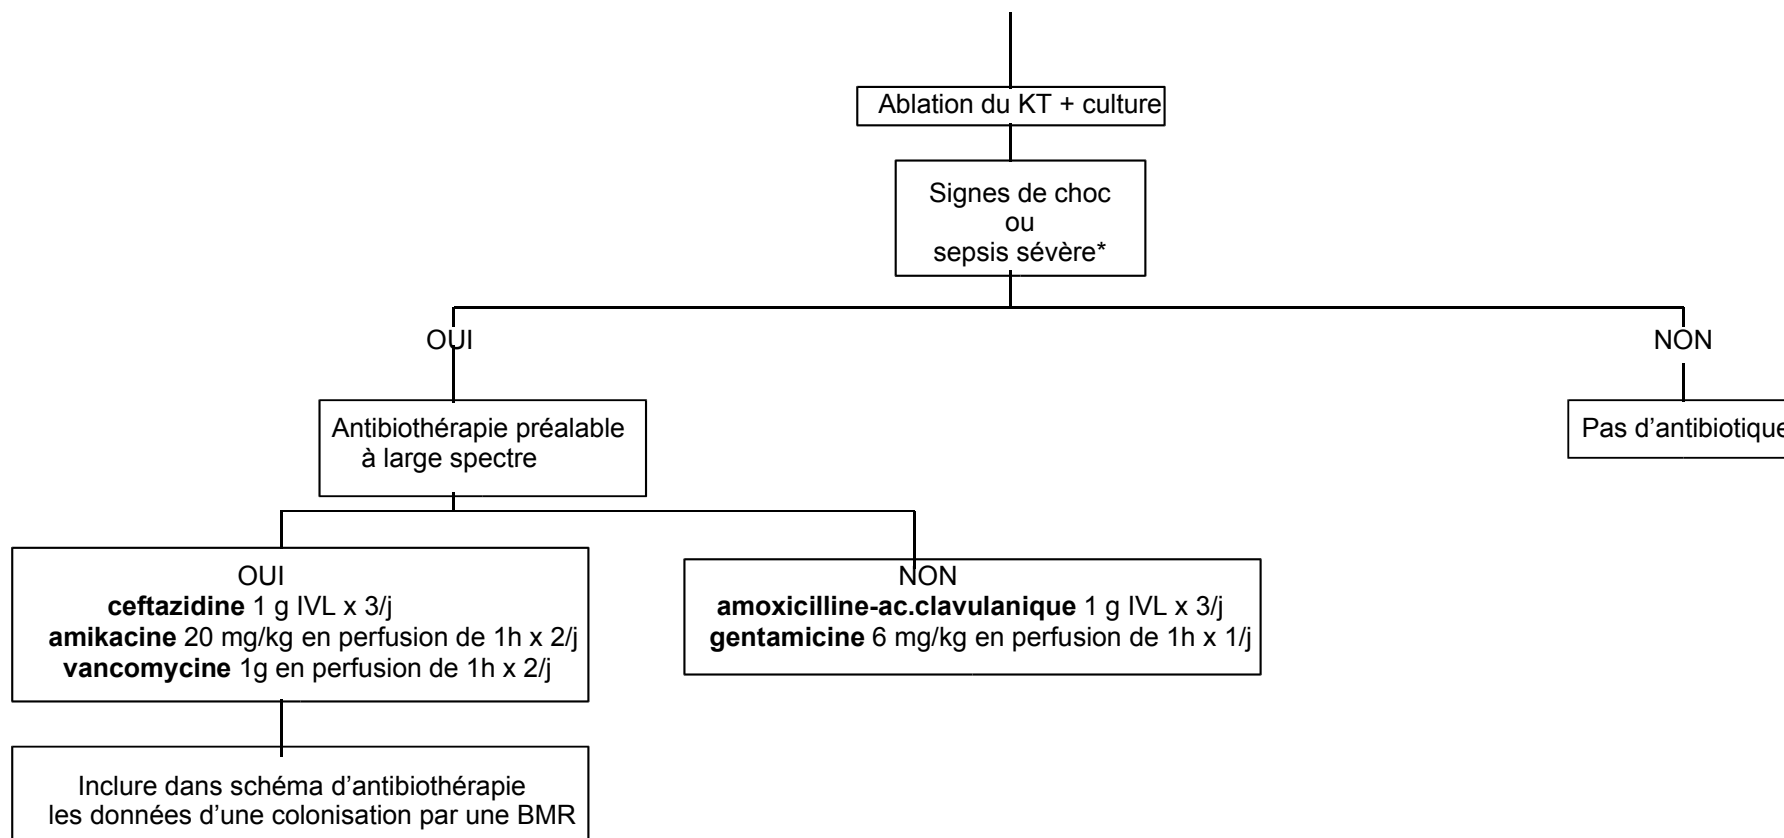 Ablation du KT + culture
Signes de choc
ou
sepsis sévère*
OUI
NON
Antibiothérapie préalable
à large spectre
Pas d’antibiotique
OUI
ceftazidine 1 g IVL x 3/j
amikacine 20 mg/kg en perfusion de 1h x 2/j
vancomycine 1g en perfusion de 1h x 2/j
NON
amoxicilline-ac.clavulanique 1 g IVL x 3/j
gentamicine 6 mg/kg en perfusion de 1h x 1/j
Inclure dans schéma d’antibiothérapie
les données d’une colonisation par une BMR